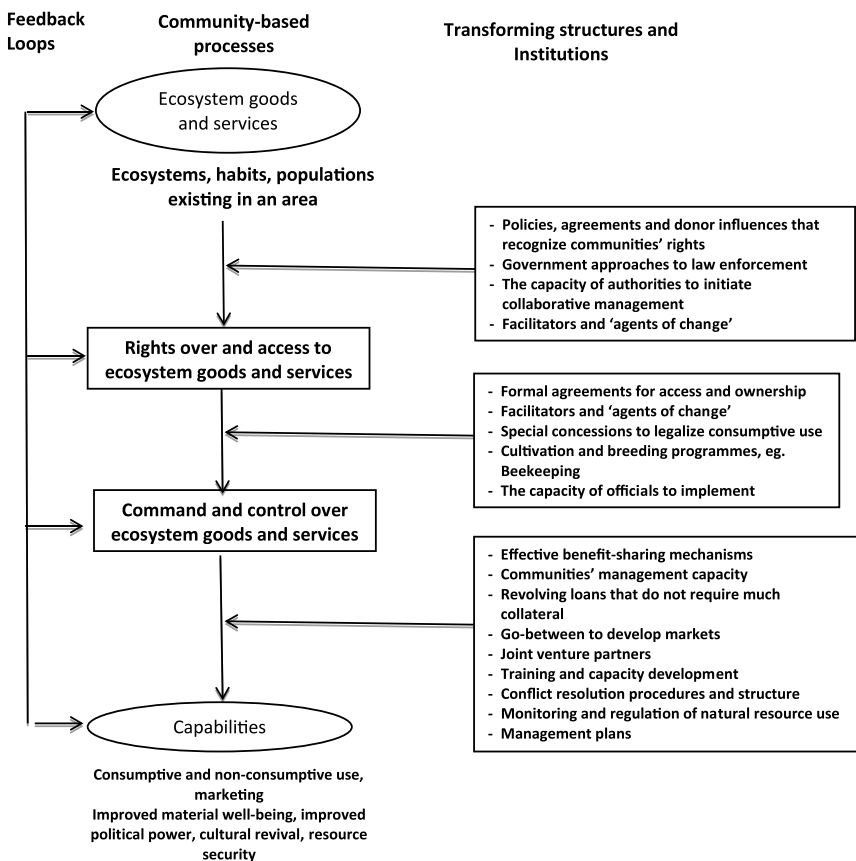 Feedback
Loops
Community-based
processes
Transforming structures and
Institutions
Ecosystem goods
and services
Ecosystems, habits, populations
existing in an area
- Policies, agreements and donor influences that
recognize communities’ rights
- Government approaches to law enforcement
- The capacity of authorities to initiate
collaborative management
- Facilitators and ‘agents of change’
Rights over and access to
ecosystem goods and services
- Formal agreements for access and ownership
- Facilitators and ‘agents of change’
- Special concessions to legalize consumptive use
- Cultivation and breeding programmes, eg.
Beekeeping
- The capacity of officials to implement
Command and control over
ecosystem goods and services
- Effective benefit-sharing mechanisms
- Communities’ management capacity
- Revolving loans that do not require much
collateral
- Go-between to develop markets
- Joint venture partners
- Training and capacity development
- Conflict resolution procedures and structure
- Monitoring and regulation of natural resource use
- Management plans
Capabilities
Consumptive and non-consumptive use,
marketing
Improved material well-being, improved
political power, cultural revival, resource
security